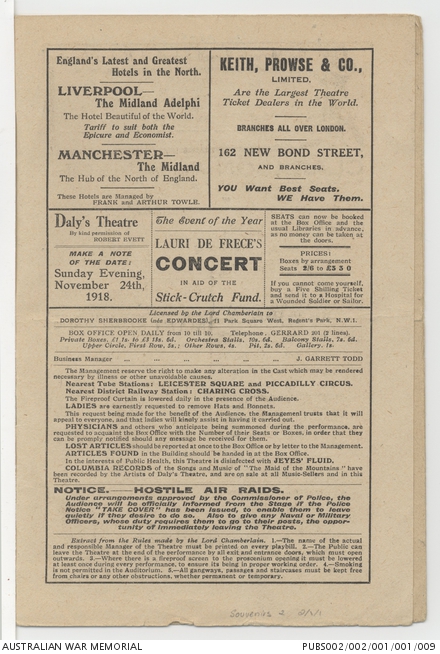 England's Latest and Greatest
Hotels in the North.
LIVERPOOL—
The Midland Adelphi
The Hotel Beautiful of the World.
Tariff to suit both the
Epicure and Economist.
MANCHESTER—
The Midland
The Hub of the North of England.
These Hotels are Managed by
FRANK and ARTHUR TOWLE.
KEITH, PROWSE & CO.,
LIMITED,
Are the Largest Theatre
Ticket Dealers in the World.
BRANCHES ALL OVER LONDON.
162 NEW BOND STREET,
AND BRANCHES.
YOU Want Best Seats.
WE Have Them.
Daly's Theatre
By kind permission of
ROBERT EVETT
MAKE A NOTE
OF THE DATE:
Sunday Evening,
November 24th,
1918.
The Event of the Year
LAURI DE FRECE'S
CONCERT
IN AID OF THE
Stick-Crutch Fund.
SEATS can now be booked
at the Box Office and the
usual Libraries in advance,
as no money can be taken at
the doors.
PRICES:
Boxes by arrangement
Seats 2/6 to £3 3 0
If you cannot come yourself,
buy a Five Shilling Ticket
and send it to a Hospital for
a Wounded Soldier or Sailor.
Licensed by the Lord Chamberlain to
DOROTHY SHERBROOKE (née EDWARDES), 11 Park Square West, Regent's Park, N.W.1.
BOX OFFICE OPEN DAILY from 10 till 10. Telephone, GERRARD 201 (2 lines).
Private Boxes, £1 1s. to £3 13s. 6d. Orchestra Stalls, 10s. 6d. Balcony Stalls, 7s. 6d.
Upper Circle, First Row, 5s.; Other Rows, 4s. Pit, 2s. 6d. Gallery, 1s.
Business Manager ... ... ... ... ... J. GARRETT TODD
The Management reserve the right to make any alteration in the Cast which may be rendered
necessary by illness or other unavoidable causes.
Nearest Tube Stations: LEICESTER SQUARE and PICCADILLY CIRCUS.
Nearest District Railway Station: CHARING CROSS.
The Fireproof Curtain is lowered daily in the presence of the Audience.
LADIES are currently requested to remove Hats and Bonnets.
This request being made for the benefit of the Audience, the Management trusts that it will
appeal to everyone, and that Ladies will kindly assist in having it carried out.
PHYSICIANS and others who anticipate being summoned during the performance, are
requested to acquaint the Box Office with the Number of their Seats or Boxes, in order that they
can be promptly notified should any message be received for them.
LOST ARTICLES should be reported at once to the Box Office or by letter to the Management.
ARTICLES FOUND in the Building should be handed in at the Box Office.
In the interests of Public Health, this Theatre is disinfected with JEYES' FLUID.
COLUMBIA RECORDS of the Songs and Music of "The Maid of the Mountains" have
been recorded by the Artists of Daly's Theatre, and are on sale at all Music-Sellers and in this
Theatre.
NOTICE. HOSTILE AIR RAIDS.
Under arrangements approved by the Commissioner of Police, the
Audience will be officially informed from the Stage if the Police
Notice "TAKE COVER" has been issued, to enable them to leave
quietly if they desire to do so. Also to give any Naval or Military
Officers, whose duty requires them to go to their posts, the oppor-
tunity of immediately leaving the Theatre.
Extract from the Rules made by the Lord Chamberlain. 1.—The name of the actual
and responsible Manager of the Theatre must be printed on every playbill. 2.—The Public can
leave the Theatre at the end of the performance by all exit and entrance doors, which must open
outwards. 3.—Where there is a fireproof screen to the proscenium opening it must be lowered
at least once during every performance, to ensure its being in proper working order. 4.—Smoking
is not permitted in the Auditorium. 5.—All gangways, passages and staircases must be kept free
from chairs or any other obstructions, whether permanent or temporary.
Souvenirs 2
AUSTRALIAN WAR MEMORIAL
PUBS002/002/001/001/009